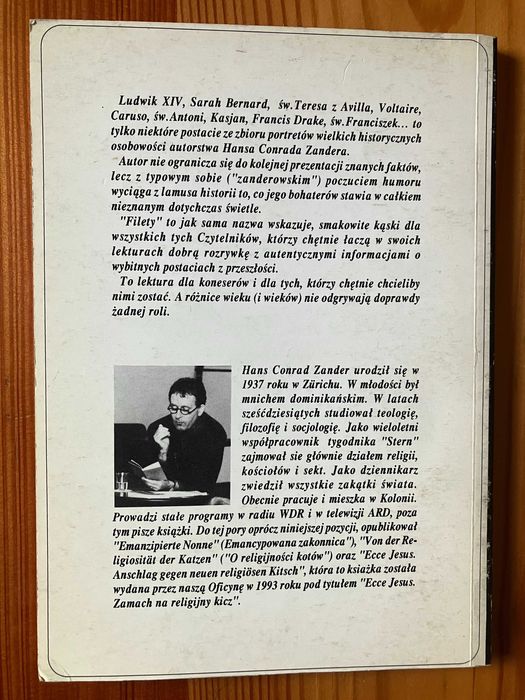 Ludwik XIV, Sarah Bernard, św.Teresa z Avilla, Voltaire,
Caruso, św.Antoni, Kasjan, Francis Drake, św.Franciszek... to
tylko niektóre postacie ze zbioru portretów wielkich historycznych
osobowości autorstwa Hansa Conrada Zandera.
Autor nie ogranicza się do kolejnej prezentacji znanych faktów,
lecz z typowym sobie ("zanderowskim") poczuciem humoru
wyciąga z lamusa historii to, co jego bohaterów stawia w całkiem
nieznanym dotychczas świetle.
"Filety" to jak sama nazwa wskazuje, smakowite kąski dla
wszystkich tych Czytelników, którzy chętnie łaczą w swoich
lekturach dobrą rozrywkę z autentycznymi informacjami o
wybitnych postaciach z przeszłości.
To lektura dla koneserów i dla tych, którzy chętnie chcieliby
nimi zostać. A różnice wieku (i wieków) nie odgrywają doprawdy
żadnej roli.
Hans Conrad Zander urodził się w
1937 roku w Zürichu. W młodości był
mnichem dominikańskim. W latach
sześćdziesiątych studiował teologię,
filozofię i socjologię. Jako wieloletni
współpracownik tygodnika "Stern"
zajmował sie głównie działem religii,
kościołów i sekt. Jako dziennikarz
zwiedził wszystkie zakątki świata.
Obecnie pracuje i mieszka w Kolonii.
Prowadzi stałe programy w radiu WDR i w telewizji ARD, poza
tym pisze książki. Do tej pory oprócz niniejszej pozycji, opublikował
"Emanzipierte Nonne" (Emancypowana zakonnica"), "Von der Re-
ligiosität der Katzen" ("O religijności kotów") oraz "Ecce Jesus.
Anschlag gegen neuen religiösen Kitsch", która to ksiażka została
wydana przez naszą Oficynę w 1993 roku pod tytułem "Ecce Jesus.
Zamach na religijny kicz".